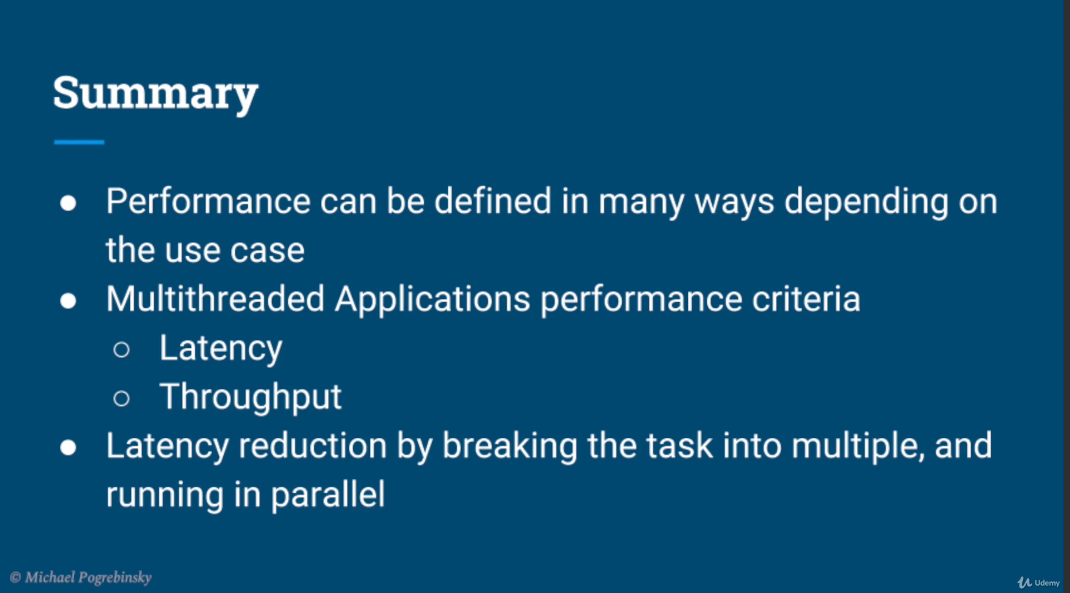 Summary
● Performance can be defined in many ways depending on
the use case
● Multithreaded Applications performance criteria
○ Latency
○ Throughput
● Latency reduction by breaking the task into multiple, and
running in parallel
© Michael Pogrebinsky
Udemy